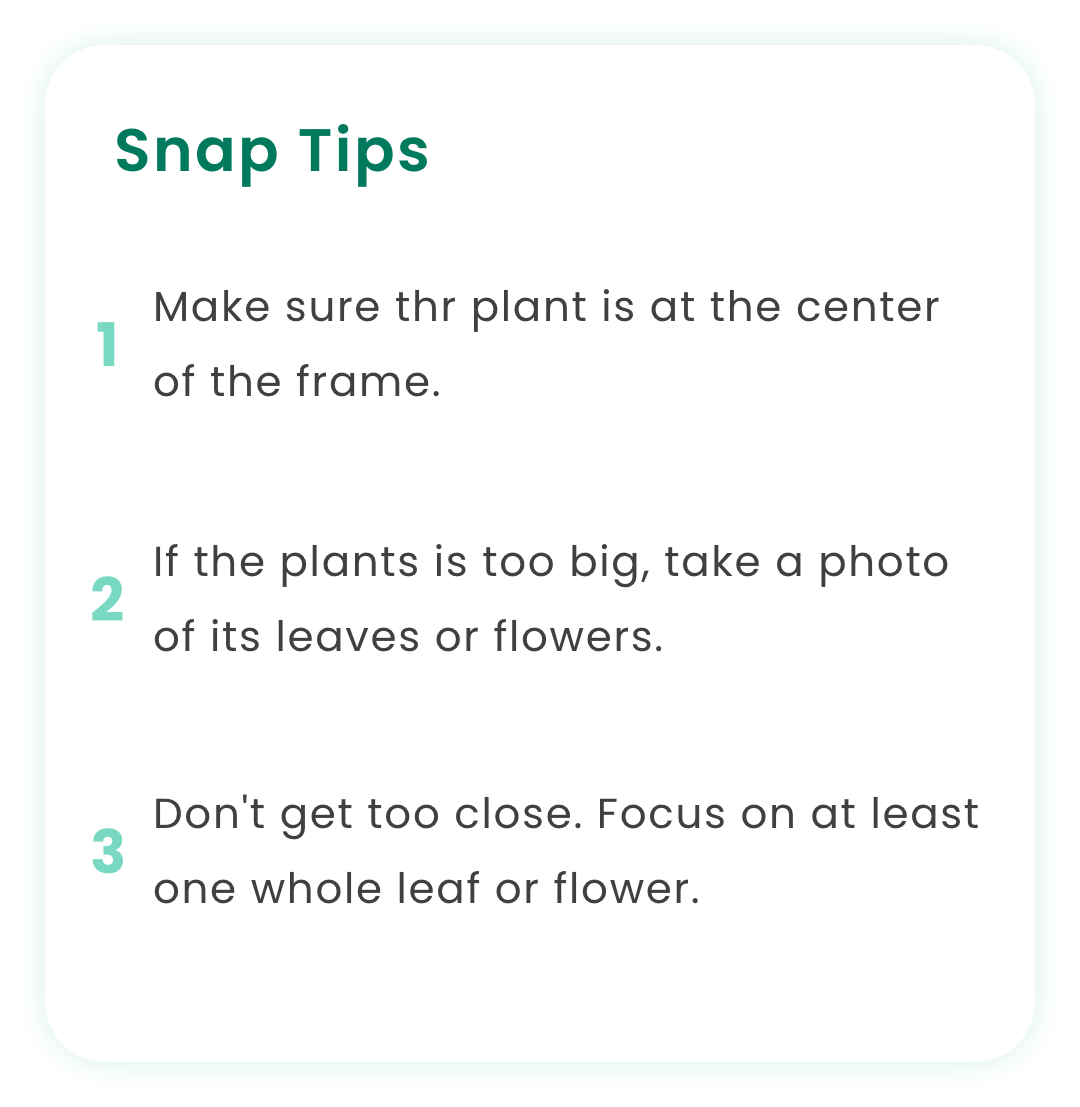 Snap Tips
1
Make sure thr plant is at the center
of the frame.
2
If the plants is too big, take a photo
of its leaves or flowers.
3
Don't get too close. Focus on at least
one whole leaf or flower.